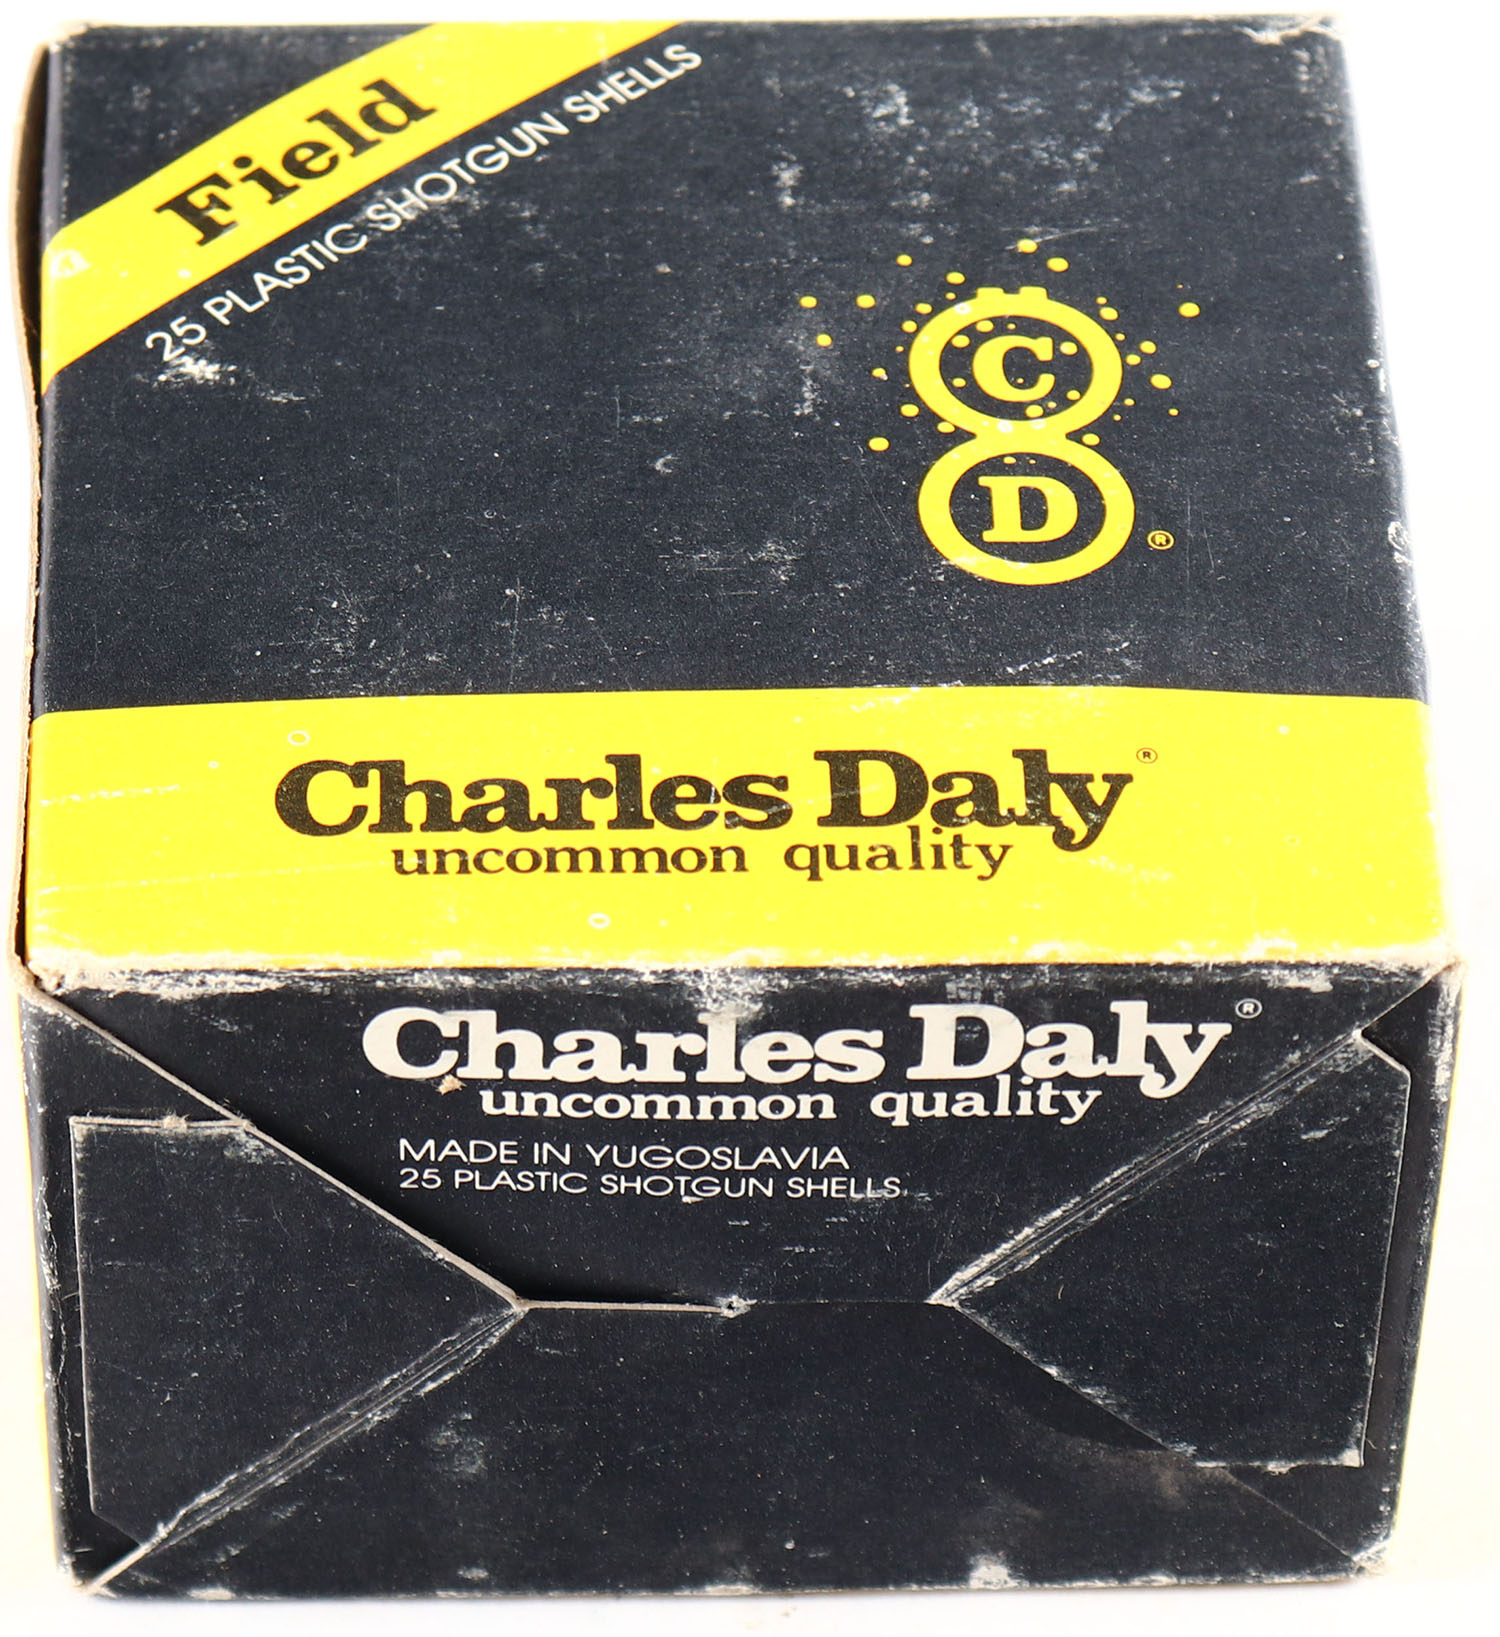 Field
25 PLASTIC SHOTGUN SHELLS
C
D®
Charles Daly®
uncommon quality
Charles Daly®
uncommon quality
MADE IN YUGOSLAVIA
25 PLASTIC SHOTGUN SHELLS